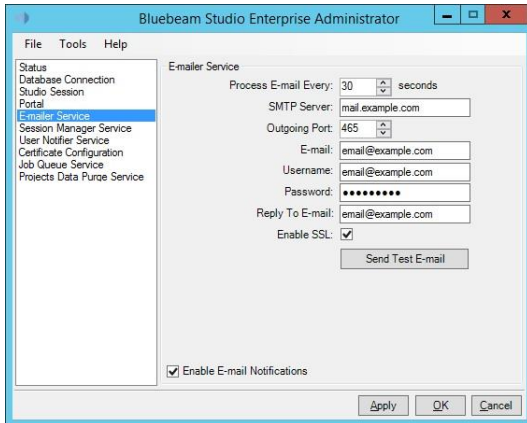 Bluebeam Studio Enterprise Administrator
File Tools Help
Status
Database Connection
Studio Session
Portal
E-mailer Service
Session Manager Service
User Notifier Service
Certificate Configuration
Job Queue Service
Projects Data Purge Service
E-mailer Service
Process E-mail Every: 30 seconds
SMTP Server: mail.example.com
Outgoing Port: 465
E-mail: email@example.com
Username: email@example.com
Password: ●●●●●●●●●
Reply To E-mail: email@example.com
Enable SSL:
Send Test E-mail
Enable E-mail Notifications
Apply OK Cancel